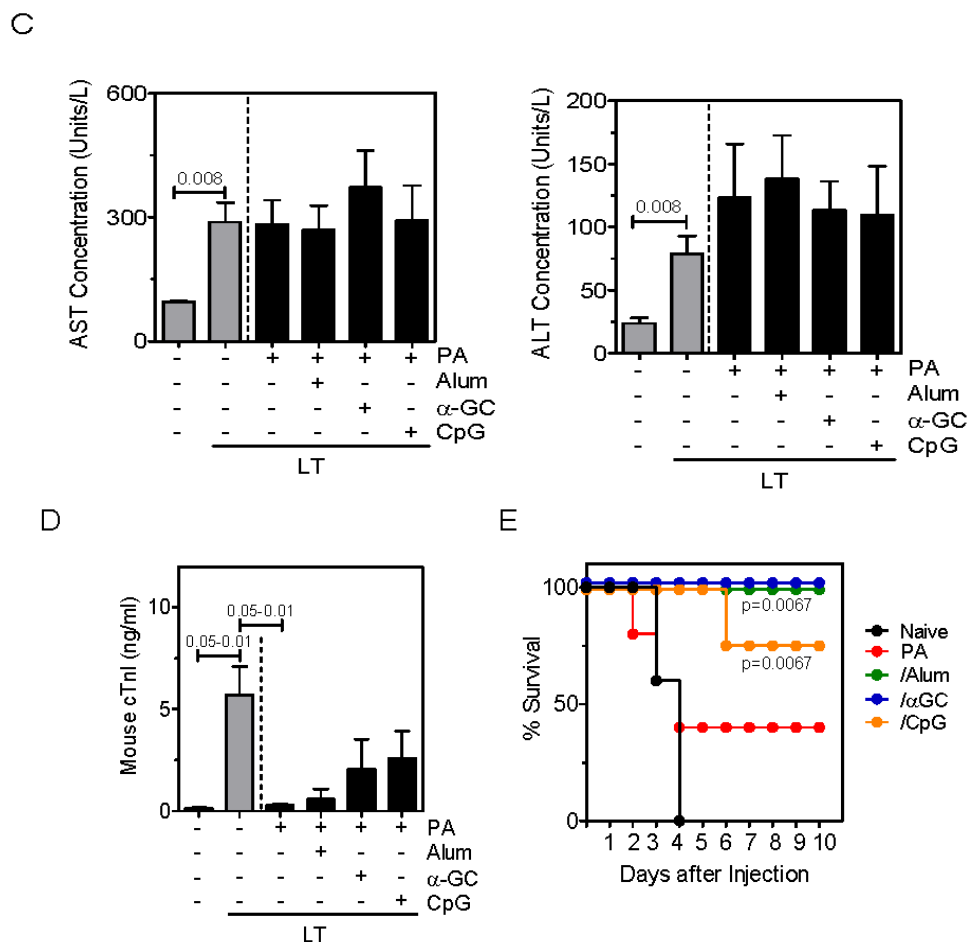 C
AST Concentration (Units/L)
600
300
0
0.008
- - + + + + PA
- - - + - - Alum
- - - - + - α-GC
- - - - - + CpG
LT
ALT Concentration (Units/L)
200
150
100
50
0
0.008
- - + + + + PA
- - - + - - Alum
- - - - + - α-GC
- - - - - + CpG
LT
D
Mouse cTnI (ng/ml)
10
5
0
0.05-0.01
0.05-0.01
- - + + + + PA
- - - + - - Alum
- - - - + - α-GC
- - - - - + CpG
LT
E
% Survival
100
50
0
p=0.0067
p=0.0067
1 2 3 4 5 6 7 8 9 10
Days after Injection
Naive
PA
/Alum
/αGC
/CpG